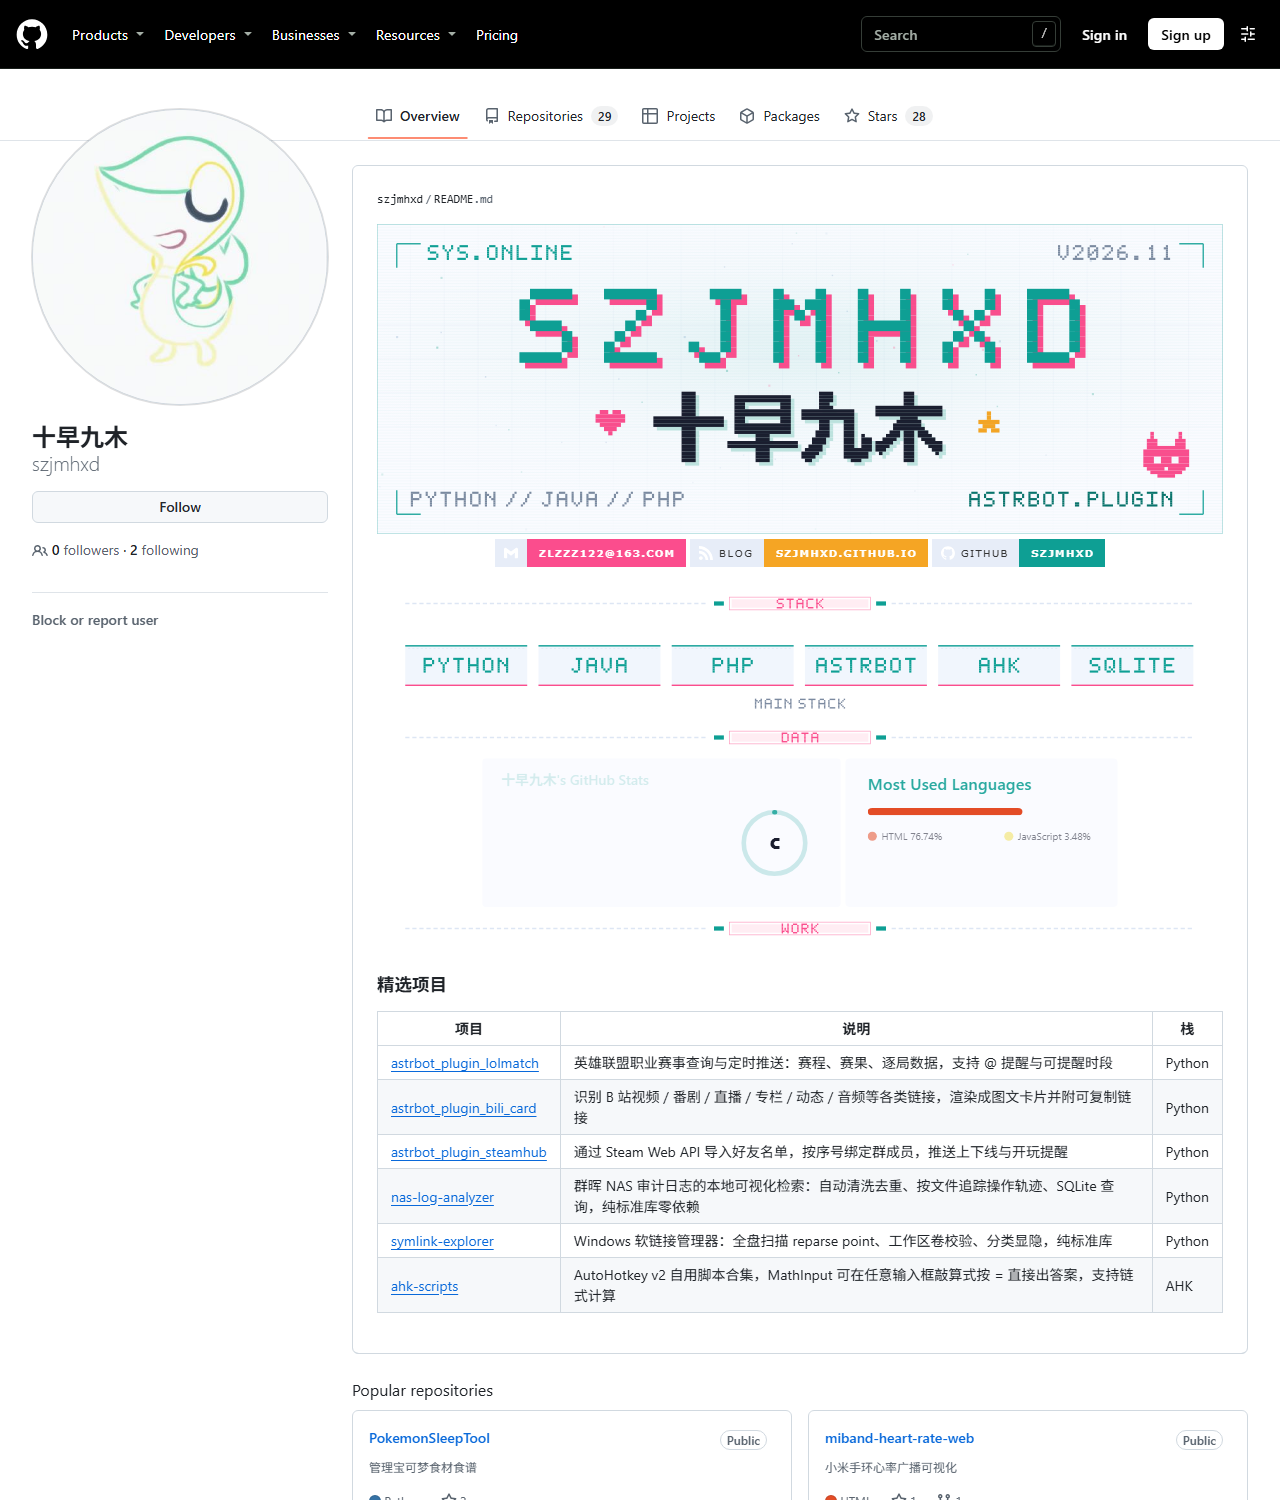 Products
Developers
Businesses
Resources
Pricing
Search
/
Sign in
Sign up
Overview
Repositories 29
Projects
Packages
Stars 28
十早九木
szjmhxd
Follow
0 followers · 2 following
Block or report user
szjmhxd / README.md
SYS.ONLINE
V2026.11
SZJMHXD
十早九木
PYTHON // JAVA // PHP
ASTRBOT.PLUGIN
ZLZZZ122@163.COM
BLOG SZJMHXD.GITHUB.IO
GITHUB SZJMHXD
STACK
PYTHON
JAVA
PHP
ASTRBOT
AHK
SQLITE
MAIN STACK
DATA
十早九木's GitHub Stats
C
Most Used Languages
HTML 76.74%
JavaScript 3.48%
WORK
精选项目
项目 说明 栈
astrbot_plugin_lolmatch 英雄联盟职业赛事查询与定时推送：赛程、赛果、逐局数据，支持 @ 提醒与可提醒时段 Python
astrbot_plugin_bili_card 识别 B 站视频 / 番剧 / 直播 / 专栏 / 动态 / 音频等各类链接，渲染成图文卡片并附可复制链
接 Python
astrbot_plugin_steamhub 通过 Steam Web API 导入好友名单，按序号绑定群成员，推送上下线与开玩提醒 Python
nas-log-analyzer 群晖 NAS 审计日志的本地可视化检索：自动清洗去重、按文件追踪操作轨迹、SQLite 查
询，纯标准库零依赖 Python
symlink-explorer Windows 软链接管理器：全盘扫描 reparse point、工作区卷校验、分类显隐，纯标准库 Python
ahk-scripts AutoHotkey v2 自用脚本合集，MathInput 可在任意输入框敲算式按 = 直接出答案，支持链
式计算 AHK
Popular repositories
PokemonSleepTool Public
管理宝可梦食材食谱
miband-heart-rate-web Public
小米手环心率广播可视化